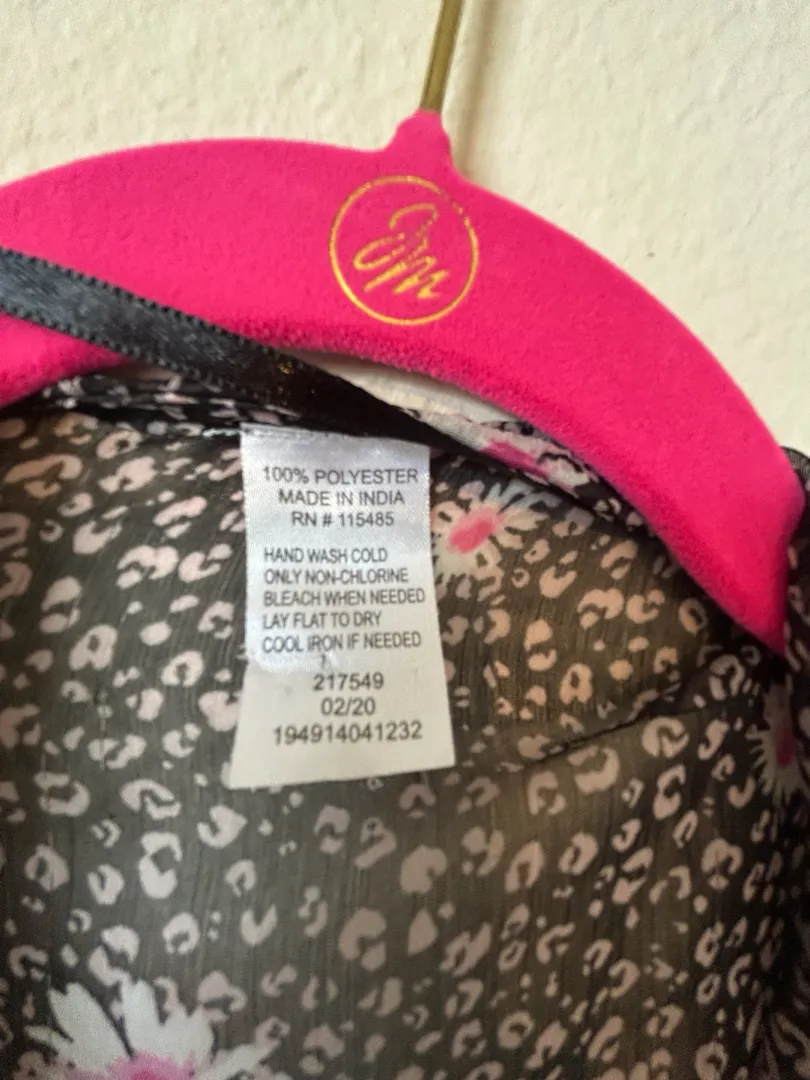 100% POLYESTER
MADE IN INDIA
RN # 115485
HAND WASH COLD
ONLY NON-CHLORINE
BLEACH WHEN NEEDED
LAY FLAT TO DRY
COOL IRON IF NEEDED
217549
02/20
194914041232